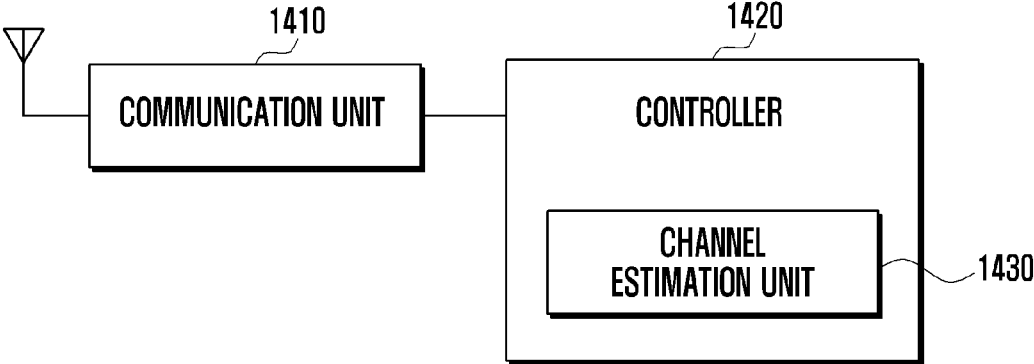 1410
1420
COMMUNICATION UNIT
CONTROLLER
CHANNEL
ESTIMATION UNIT
1430